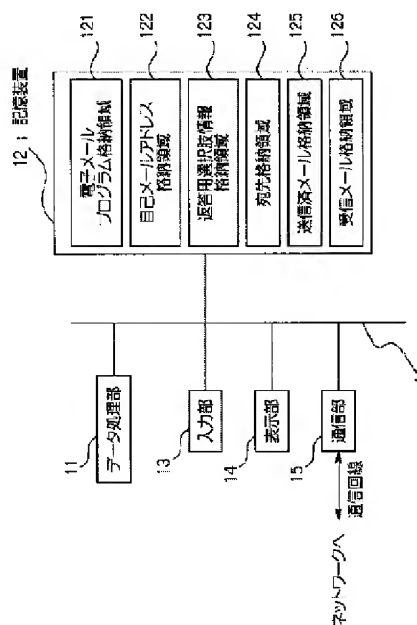 12 ; 記憶装置
電子メール
プログラム格納領域
121
自己メールアドレス
格納領域
122
返答用選択肢情報
格納領域
123
宛先格納領域
124
送信済メール格納領域
125
受信メール格納領域
126
11
データ処理部
13
入力部
14
表示部
15
通信部
通信回線
ネットワークへ